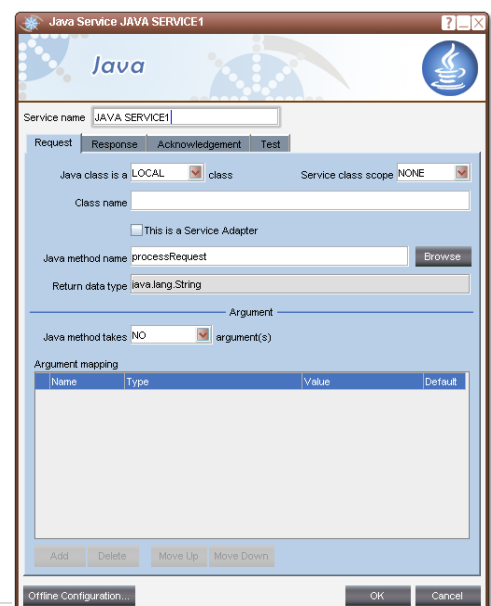 Java Service JAVA SERVICE1
Java
Service name JAVA SERVICE1
Request Response Acknowledgement Test
Java class is a LOCAL class Service class scope NONE
Class name
This is a Service Adapter
Java method name processRequest Browse
Return data type java.lang.String
Argument
Java method takes NO argument(s)
Argument mapping
Name Type Value Default
Add Delete Move Up Move Down
Offline Configuration... OK Cancel